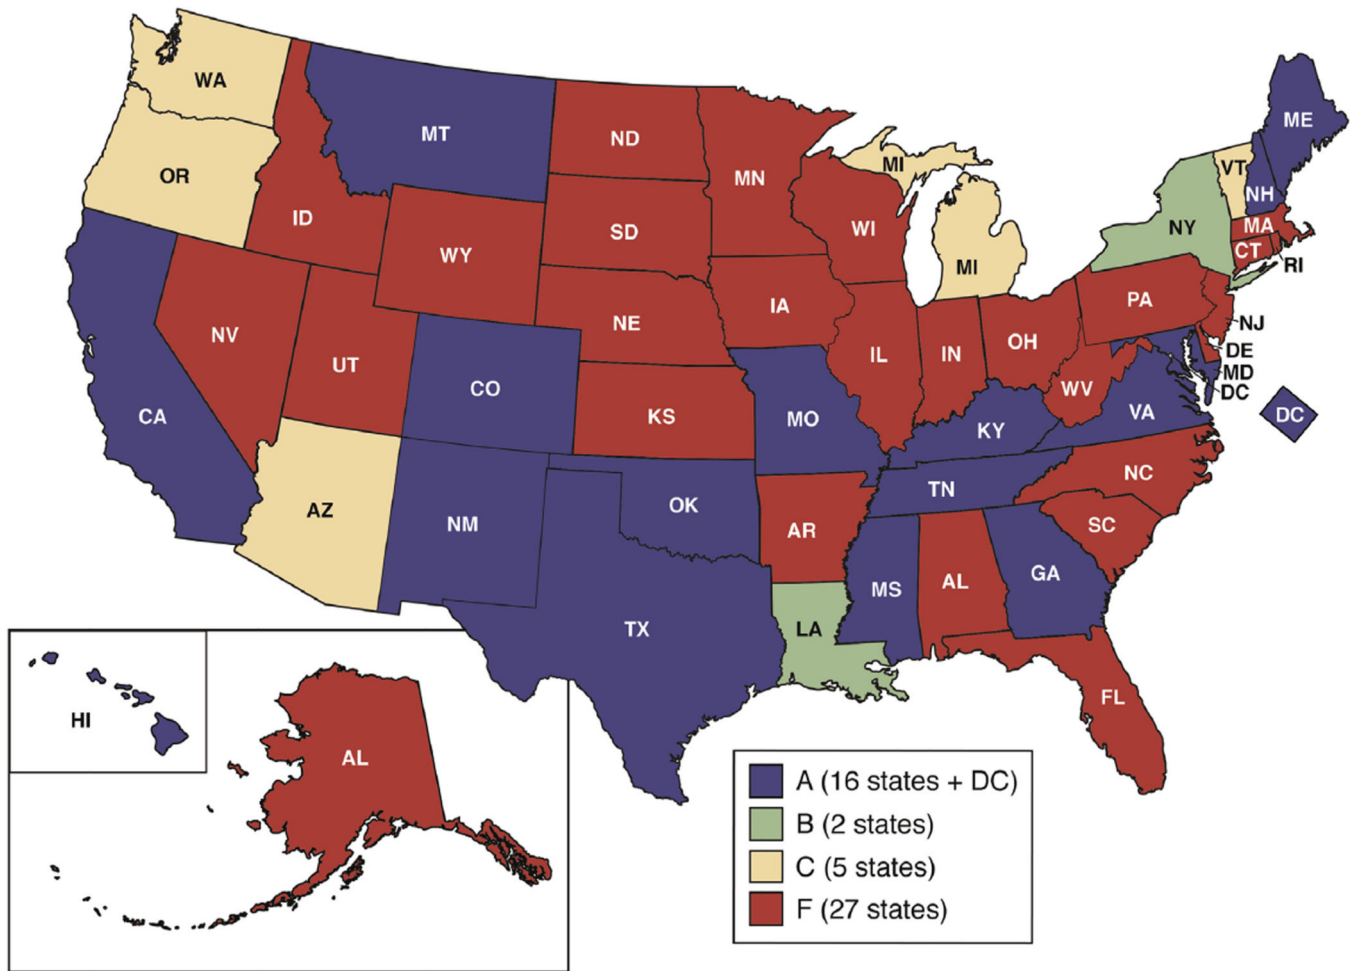 WA
MT
ND
MN
MI
ME
VT
NH
OR
ID
SD
WI
NY
MA
CT
RI
WY
MI
NV
UT
NE
IA
PA
NJ
IL
IN
OH
DE
MD
DC
WV
CA
CO
KS
MO
KY
VA
DC
AZ
NM
OK
TN
NC
AR
SC
MS
AL
GA
TX
LA
FL
HI
AL
A (16 states + DC)
B (2 states)
C (5 states)
F (27 states)